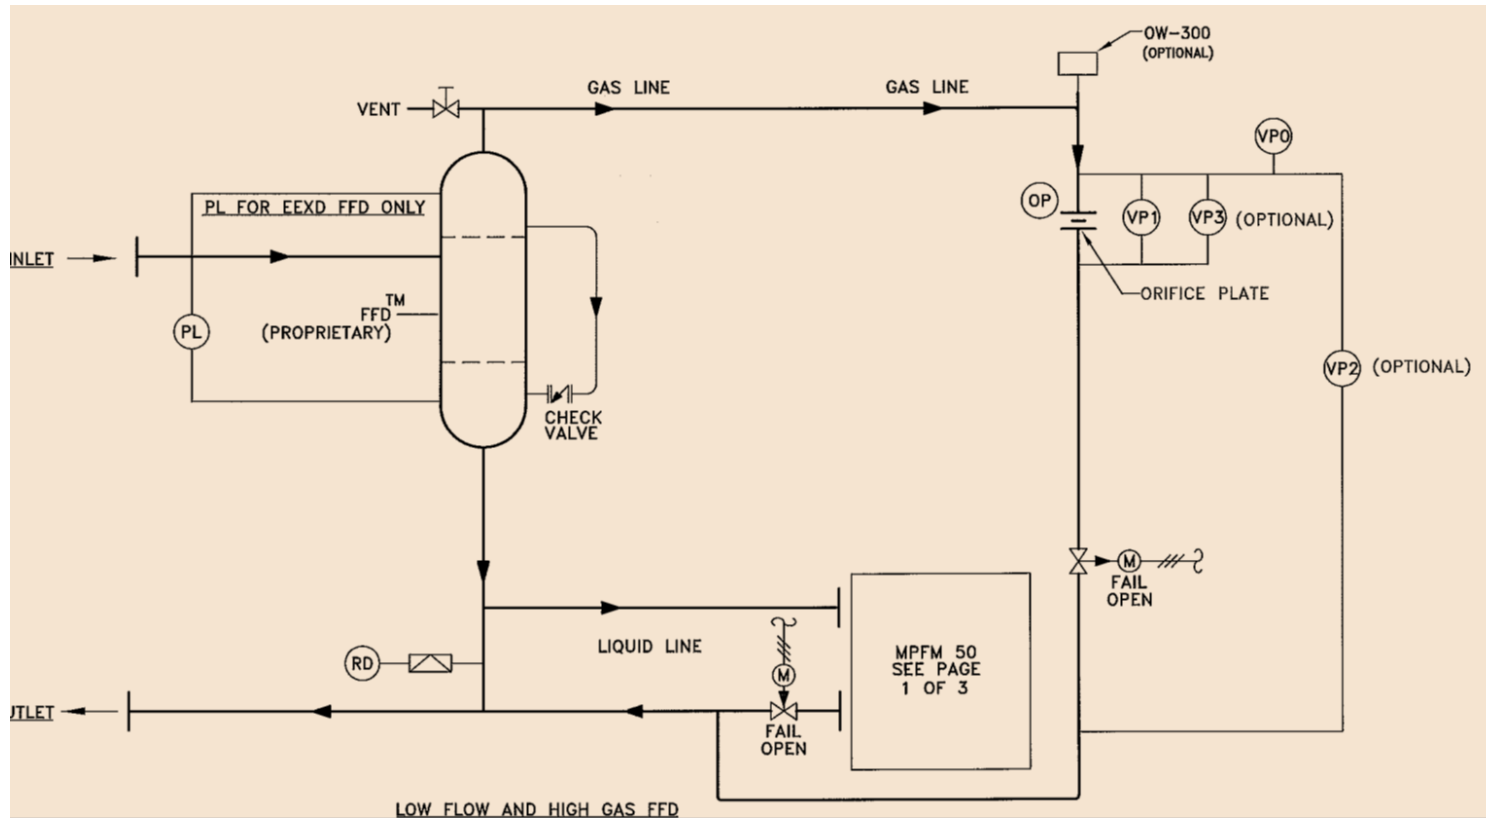 OW-300
(OPTIONAL)
GAS LINE
GAS LINE
VENT
VPO
PL FOR EEXD FFD ONLY
OP
VP1
VP3
(OPTIONAL)
INLET
ORIFICE PLATE
TM
FFD
(PROPRIETARY)
PL
VP2
(OPTIONAL)
CHECK
VALVE
M
FAIL
OPEN
LIQUID LINE
MPFM 50
SEE PAGE
1 OF 3
RD
M
UTLET
FAIL
OPEN
LOW FLOW AND HIGH GAS FFD